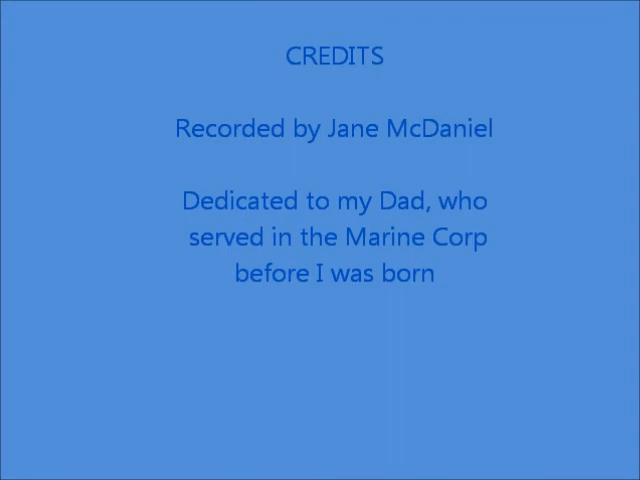 CREDITS
Recorded by Jane McDaniel
Dedicated to my Dad, who
served in the Marine Corp
before I was born